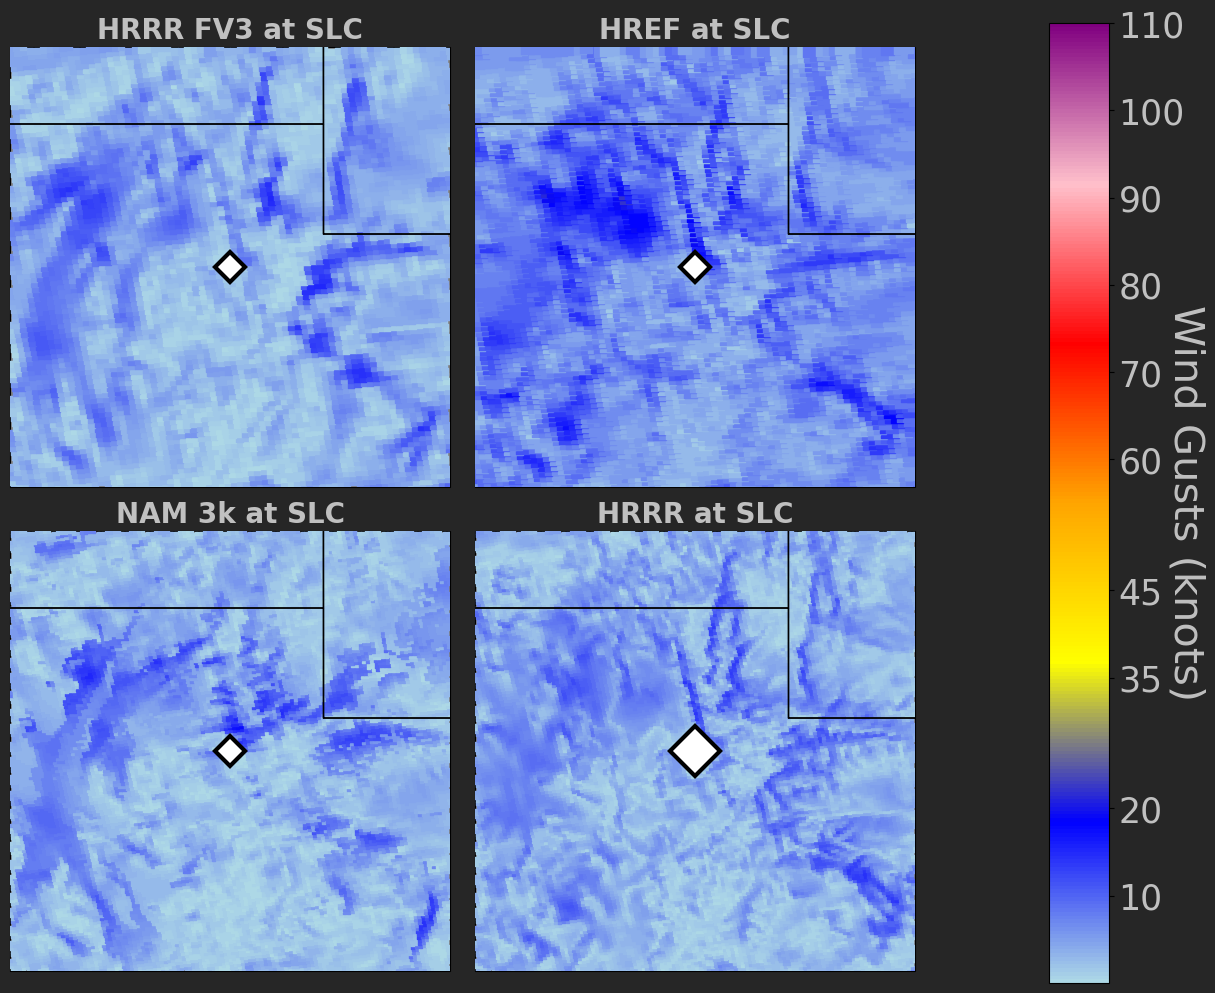 HRRR FV3 at SLC
HREF at SLC
NAM 3k at SLC
HRRR at SLC
110
100
90
80
70
60
45
35
20
10
Wind Gusts (knots)